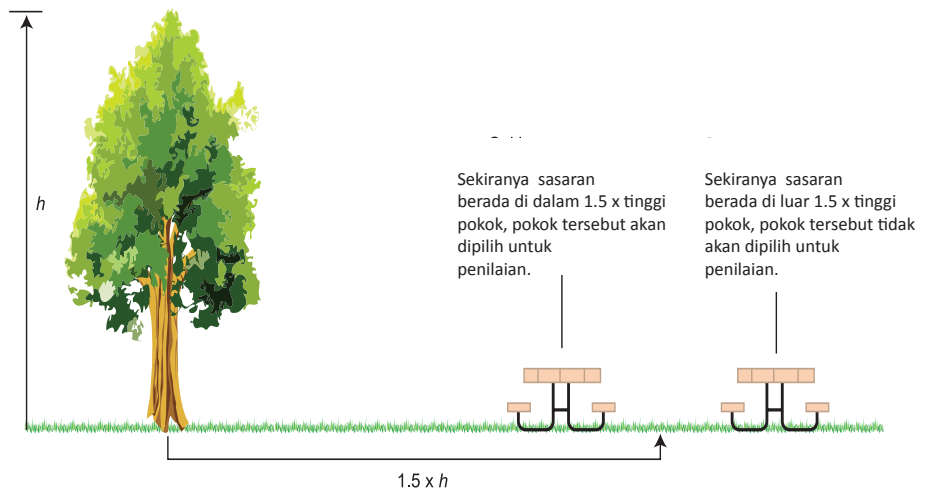 h
Sekiranya sasaran
berada di dalam 1.5 x tinggi
pokok, pokok tersebut akan
dipilih untuk
penilaian.
Sekiranya sasaran
berada di luar 1.5 x tinggi
pokok, pokok tersebut tidak
akan dipilih untuk
penilaian.
1.5 x h